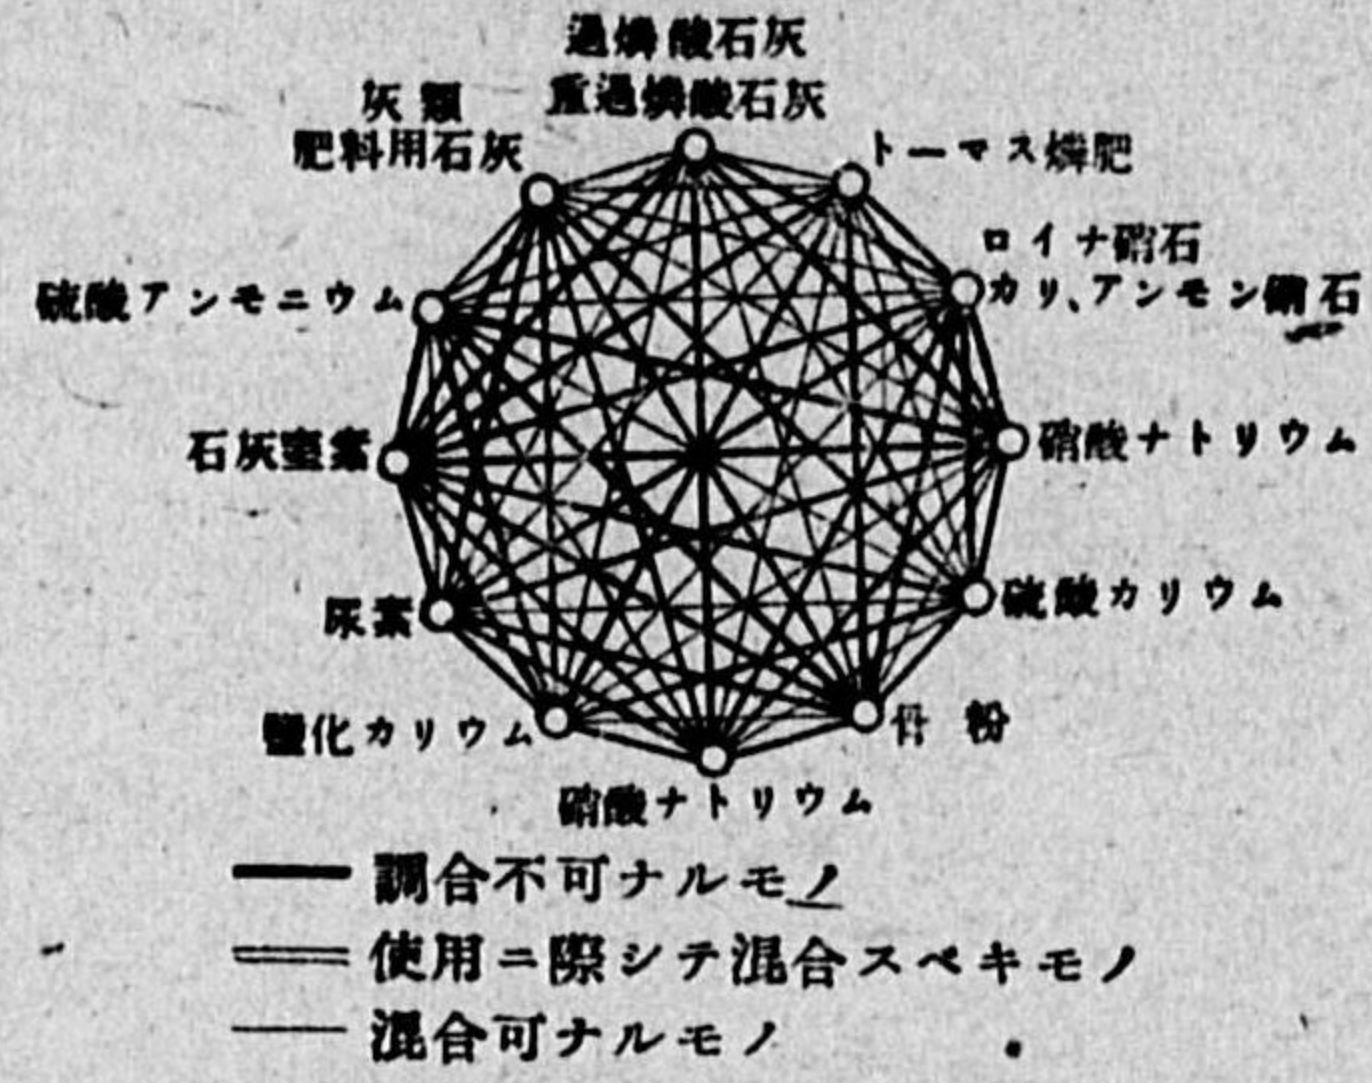 過燐酸石灰
重過燐酸石灰
灰類
肥料用石灰
トーマス燐肥
ロイナ硝石
カリ、アンモン硝石
硫酸アンモニウム
石灰窒素
硝酸ナトリウム
尿素
硫酸カリウム
鹽化カリウム
骨粉
硝酸ナトリウム
調合不可ナルモノ
使用ニ際シテ混合スベキモノ
混合可ナルモノ